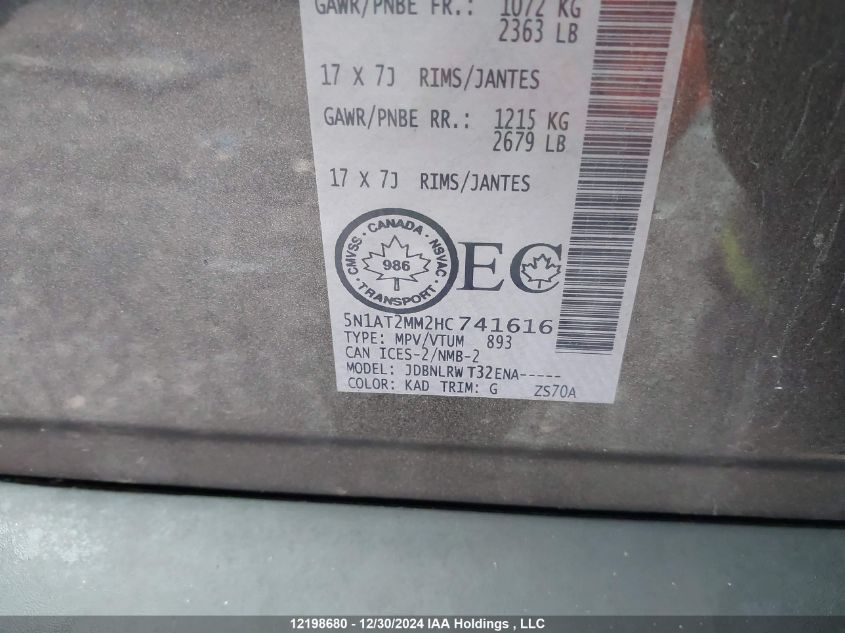 GAWR/PNBE FR.: 1072 KG
2363 LB
17 X 7J RIMS/JANTES
GAWR/PNBE RR.: 1215 KG
2679 LB
17 X 7J RIMS/JANTES
CMVSS · CANADA · NSVAC
986
· TRANSPORT ·
EC
5N1AT2MM2HC741616
TYPE: MPV/VTUM 893
CAN ICES-2/NMB-2
MODEL: JDBNLRW T32ENA-----
COLOR: KAD TRIM: G ZS70A
12198680 - 12/30/2024 IAA Holdings , LLC